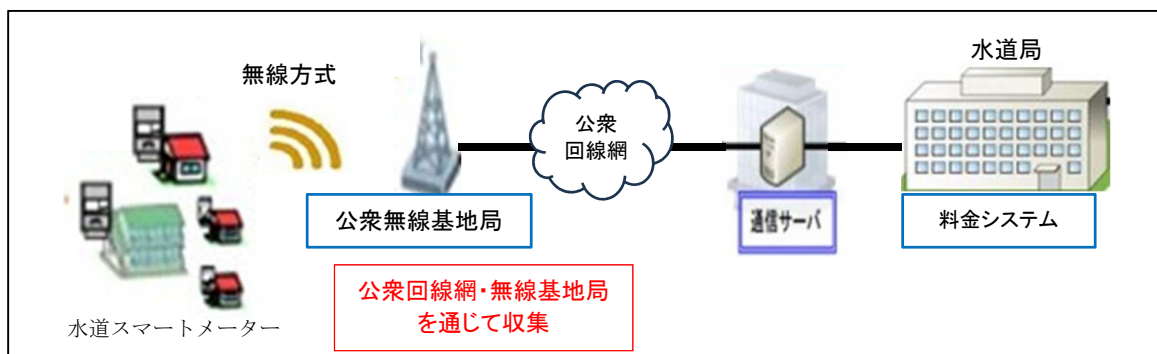 水道局
無線方式
公衆
回線網
公衆無線基地局
通信サーバ
料金システム
公衆回線網・無線基地局
を通じて収集
水道スマートメーター